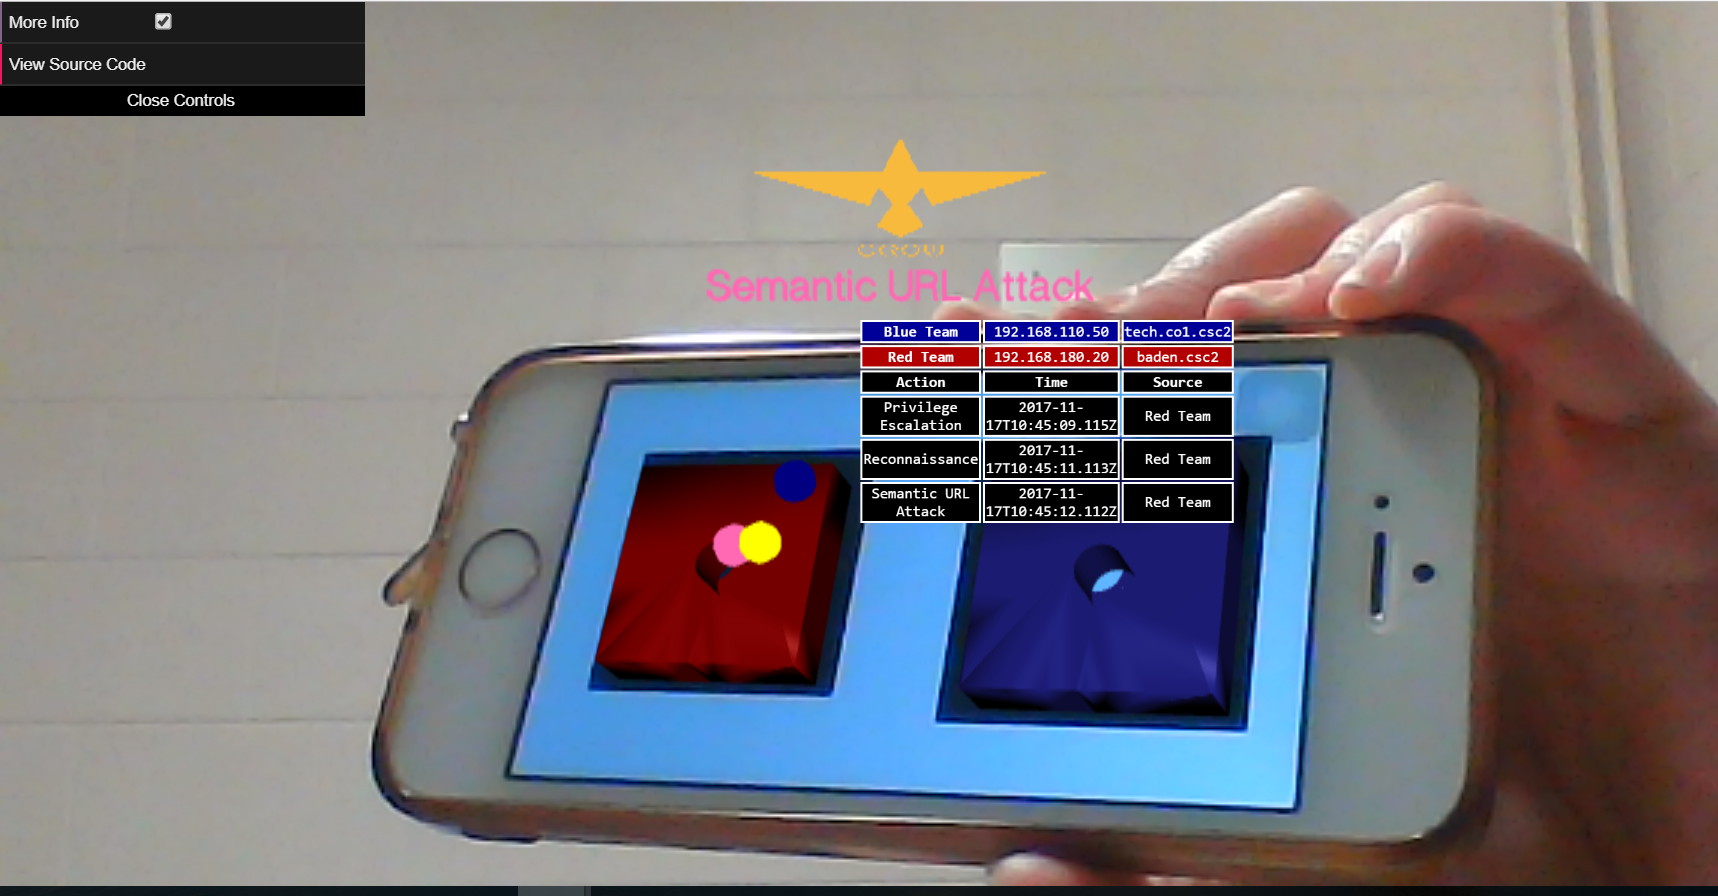 More Info
View Source Code
Close Controls
CROW
Semantic URL Attack
Blue Team 192.168.110.50 tech.co1.csc2
Red Team 192.168.180.20 baden.csc2
Action Time Source
Privilege Escalation 2017-11-17T10:45:09.115Z Red Team
Reconnaissance 2017-11-17T10:45:11.113Z Red Team
Semantic URL Attack 2017-11-17T10:45:12.112Z Red Team